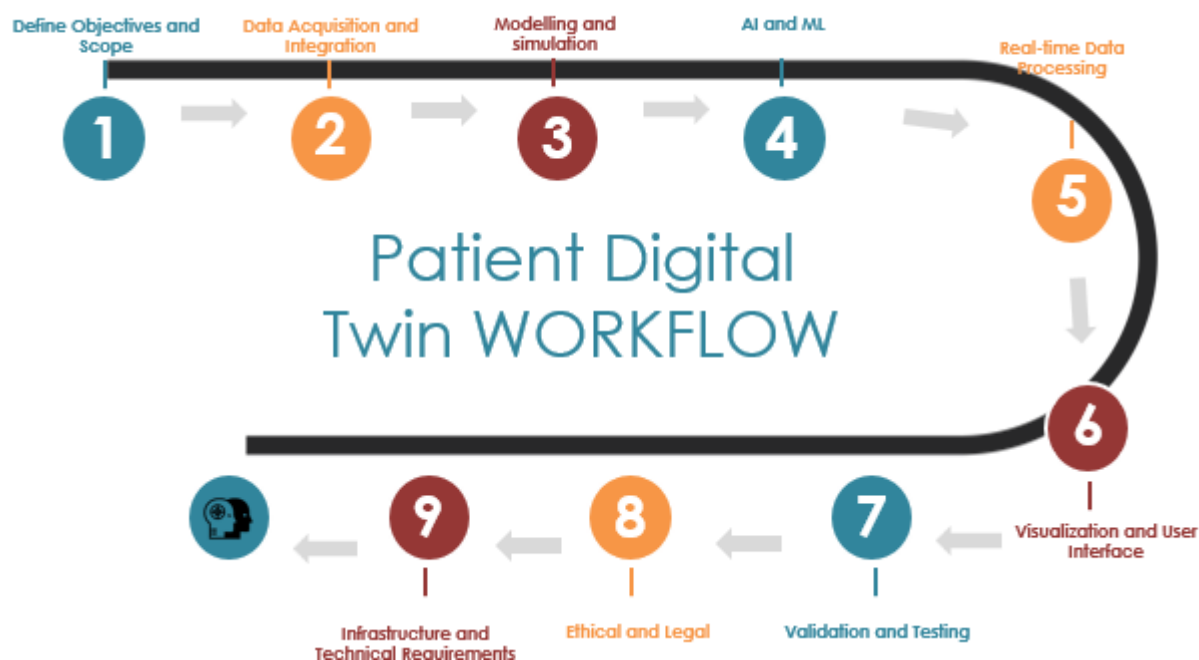 Define Objectives and
Scope
Data Acquisition and
Integration
Modelling and
simulation
AI and ML
Real-time Data
Processing
1
2
3
4
5
Patient Digital
Twin WORKFLOW
6
Visualization and User
Interface
7
Validation and Testing
8
Ethical and Legal
9
Infrastructure and
Technical Requirements